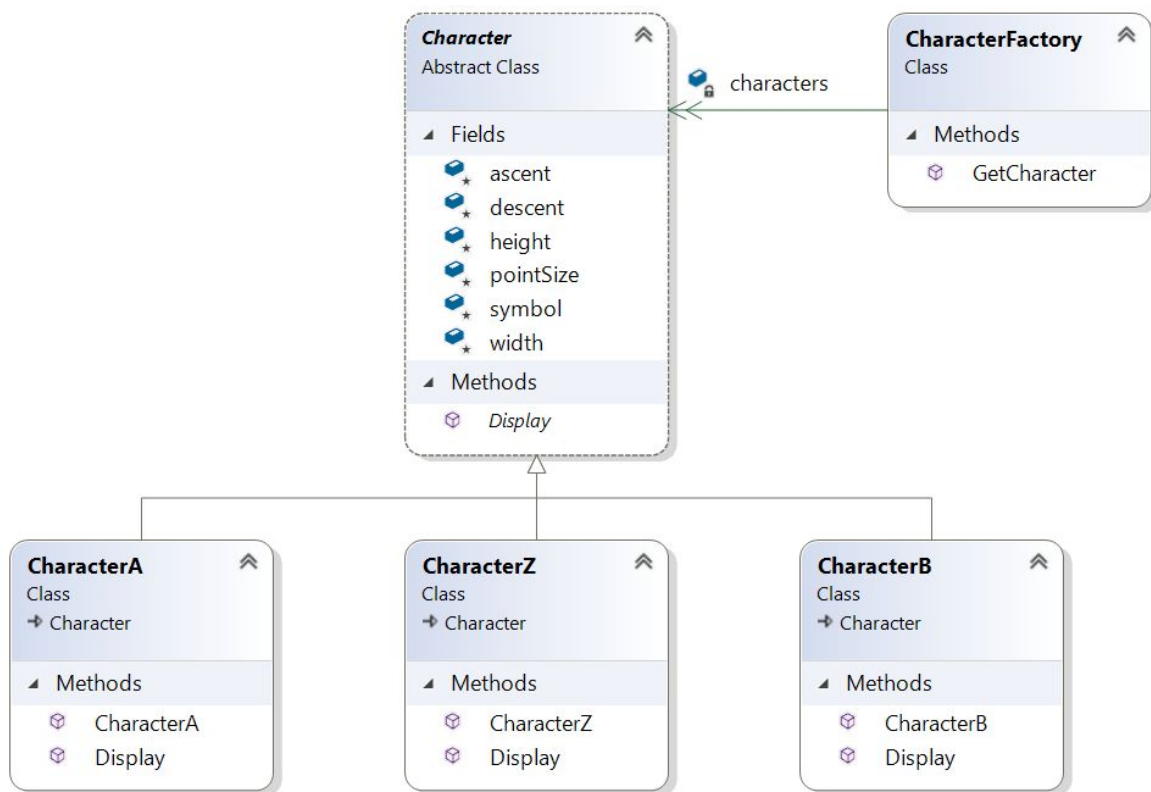 Character
Abstract Class
Fields
ascent
descent
height
pointSize
symbol
width
Methods
Display
characters
CharacterFactory
Class
Methods
GetCharacter
CharacterA
Class
Character
Methods
CharacterA
Display
CharacterZ
Class
Character
Methods
CharacterZ
Display
CharacterB
Class
Character
Methods
CharacterB
Display